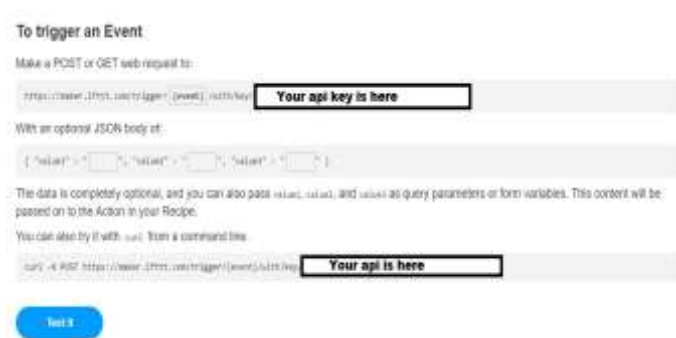 To trigger an Event
Make a POST or GET web request to:
https://maker.ifttt.com/trigger/ {event} /with/key/ Your api key is here
With an optional JSON body of:
{ "value1" : " ", "value2" : " ", "value3" : " " }
The data is completely optional, and you can also pass value1, value2, and value3 as query parameters or form variables. This content will be
passed on to the Action in your Recipe.
You can also try it with curl from a command line.
curl -X POST https://maker.ifttt.com/trigger/{event}/with/key/ Your api is here
Test It